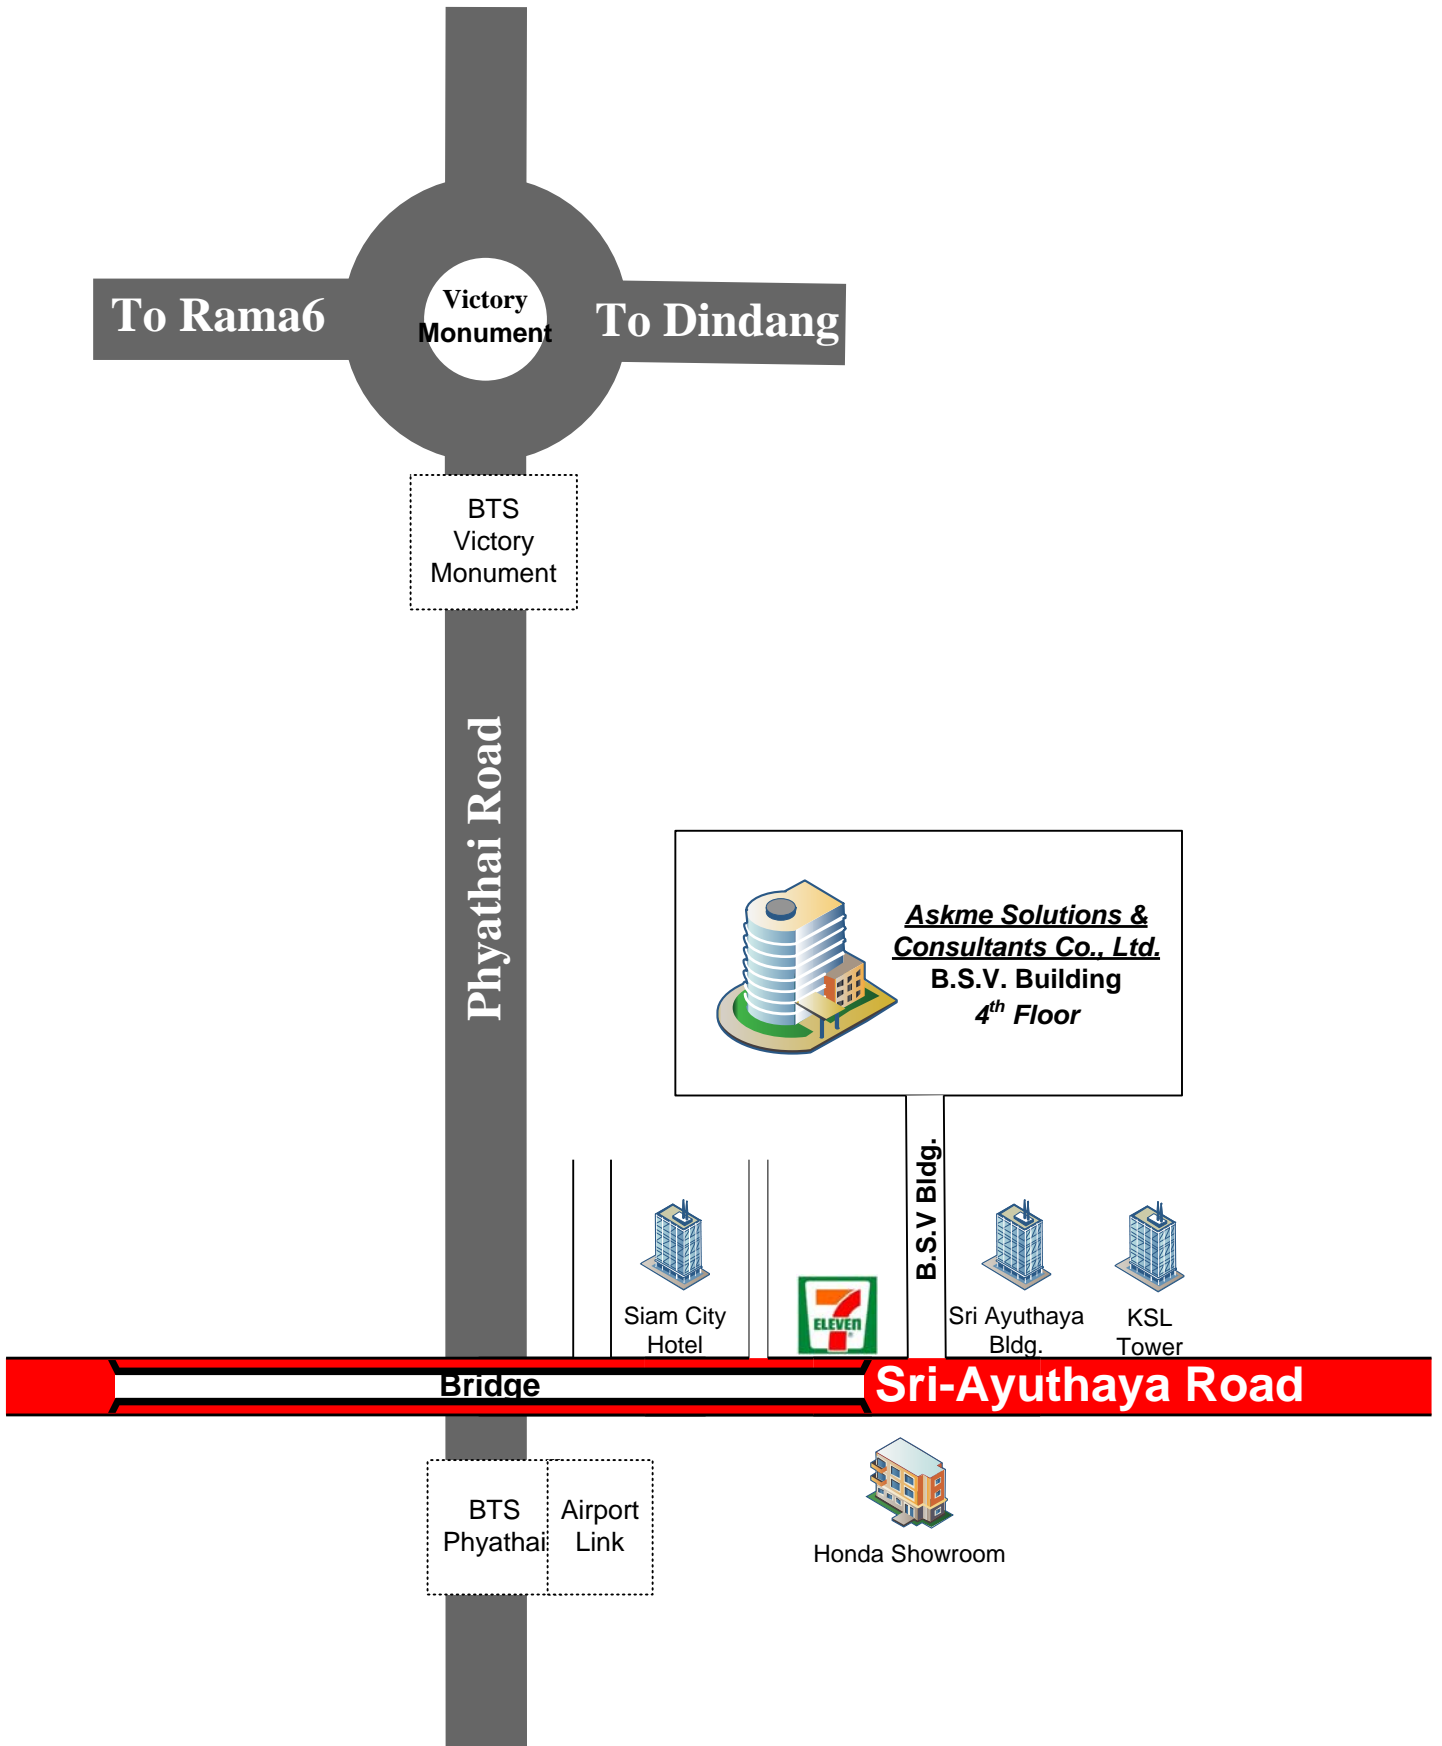 To Rama6
Victory
Monument
To Dindang
BTS
Victory
Monument
Phyathai Road
Askme Solutions &
Consultants Co., Ltd.
B.S.V. Building
4th Floor
B.S.V Bldg.
Siam City
Hotel
7
ELEVEN
®
Sri Ayuthaya
Bldg.
KSL
Tower
Bridge
Sri-Ayuthaya Road
BTS
Phyathai
Airport
Link
Honda Showroom